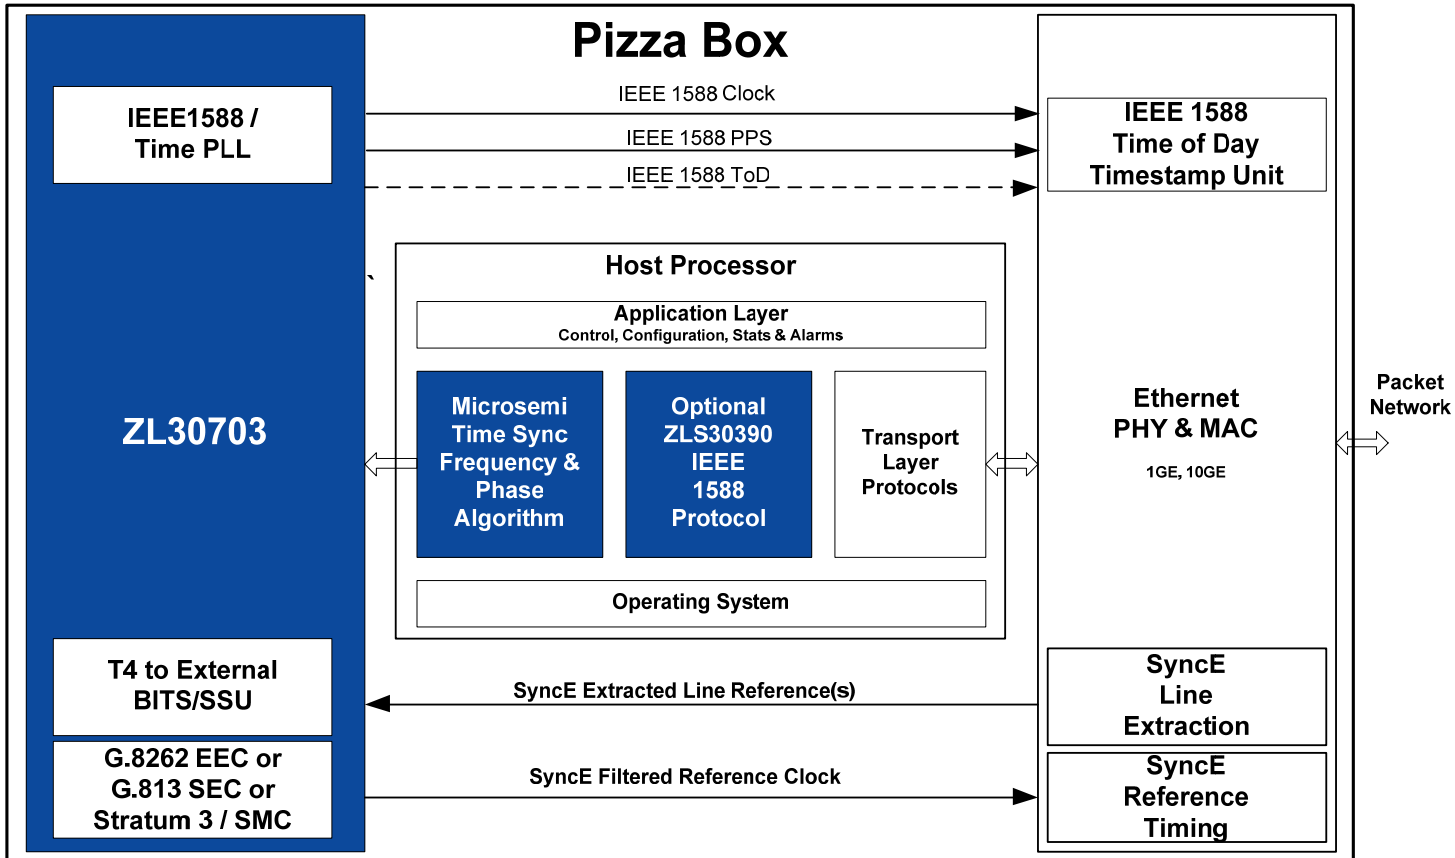 Pizza Box
IEEE1588 /
Time PLL
IEEE 1588 Clock
IEEE 1588 PPS
IEEE 1588 ToD
IEEE 1588
Time of Day
Timestamp Unit
Host Processor
Application Layer
Control, Configuration, Stats & Alarms
ZL30703
Microsemi
Time Sync
Frequency &
Phase
Algorithm
Optional
ZLS30390
IEEE
1588
Protocol
Transport
Layer
Protocols
Ethernet
PHY & MAC
1GE, 10GE
Packet
Network
Operating System
T4 to External
BITS/SSU
SyncE Extracted Line Reference(s)
SyncE
Line
Extraction
G.8262 EEC or
G.813 SEC or
Stratum 3 / SMC
SyncE Filtered Reference Clock
SyncE
Reference
Timing